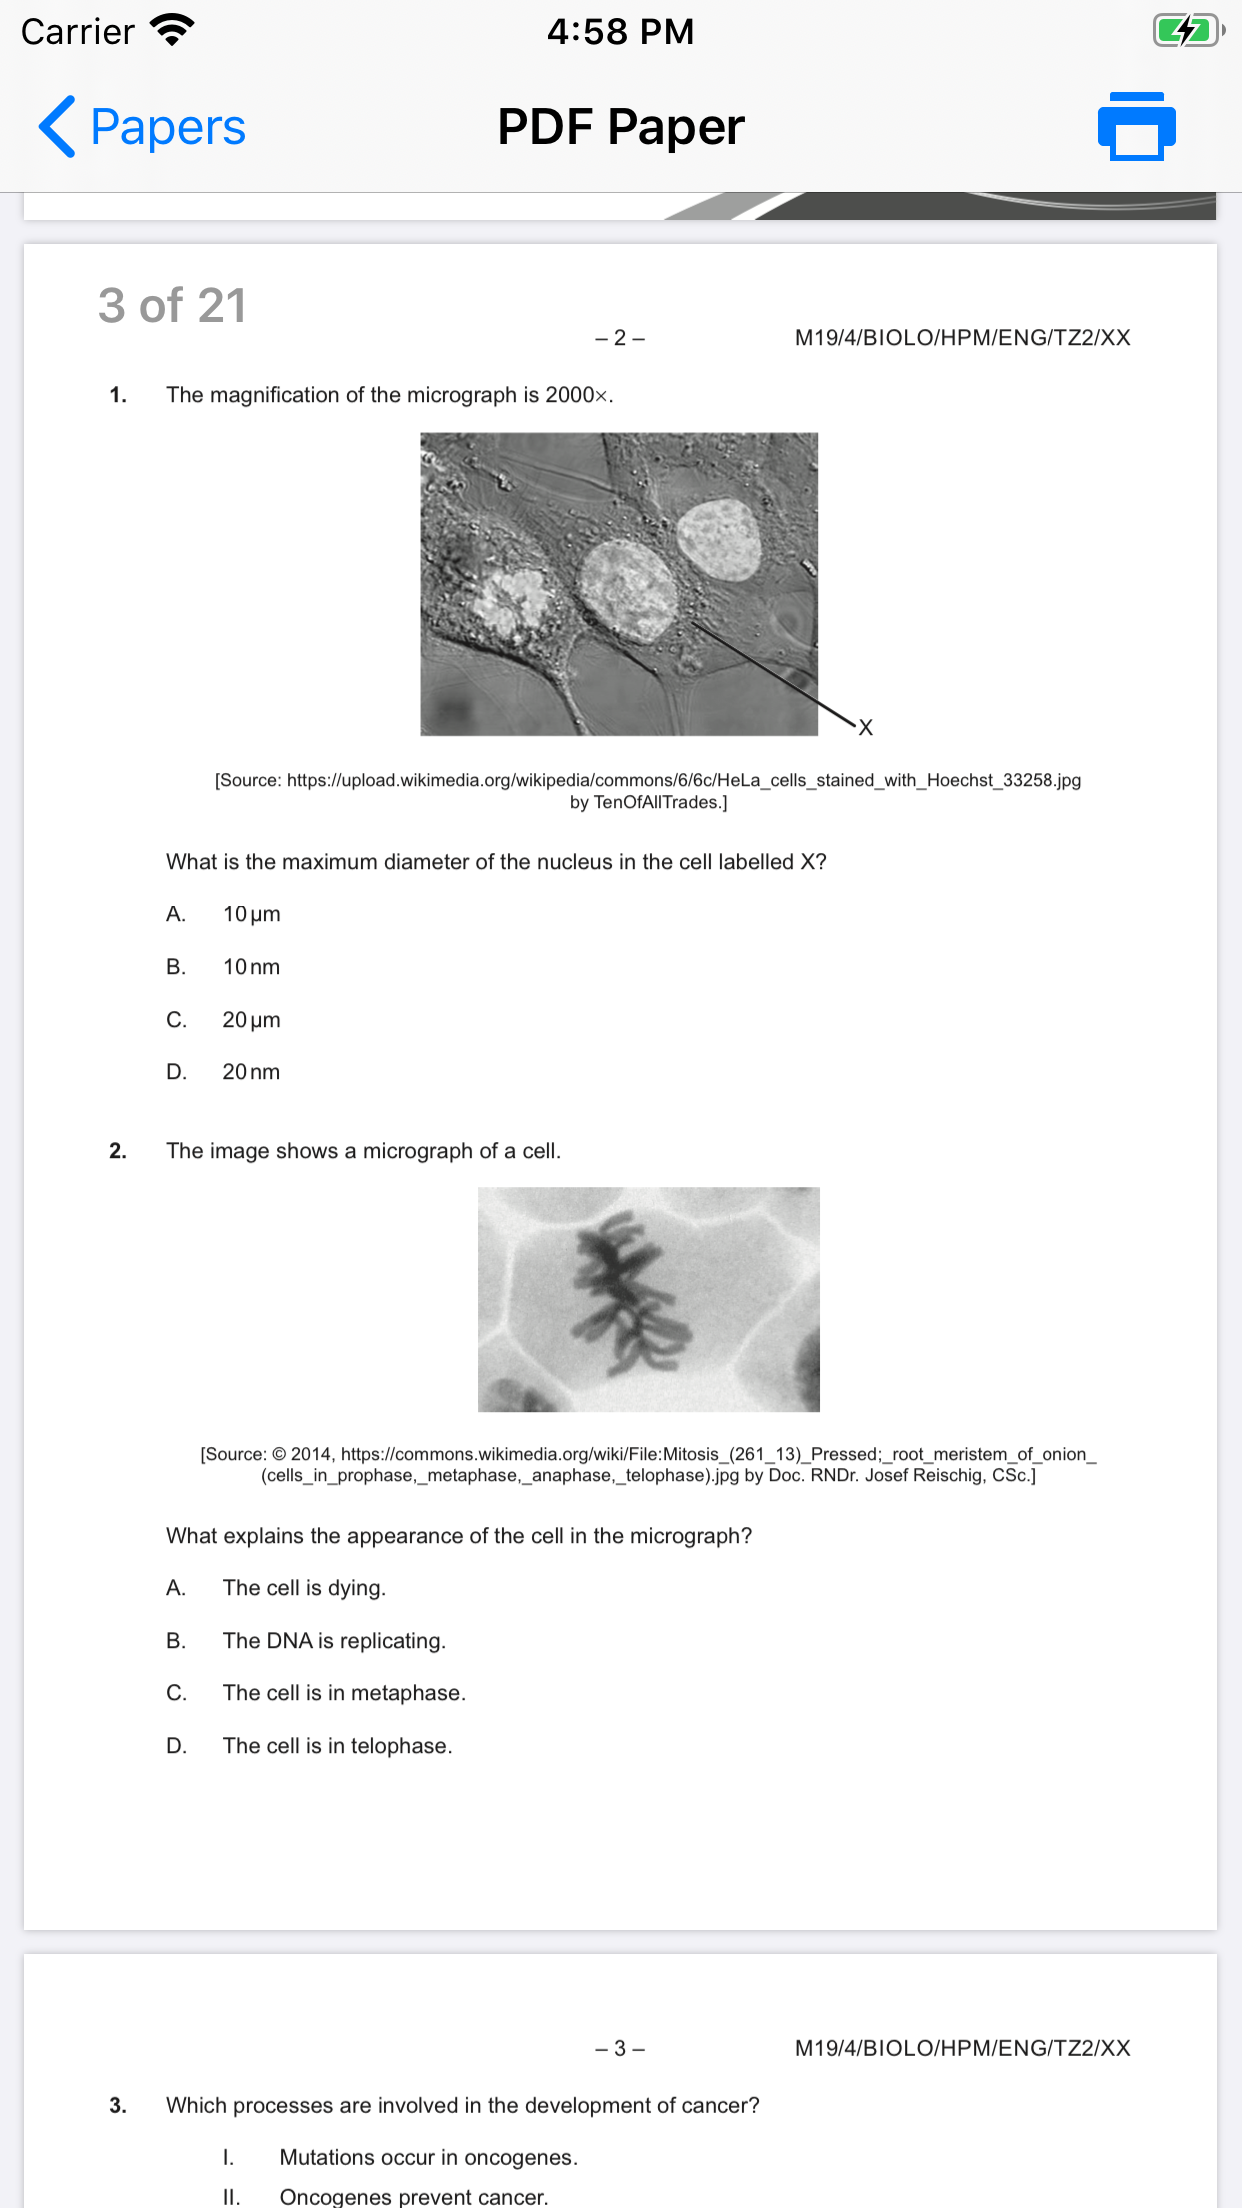 Carrier
4:58 PM
Papers
PDF Paper
3 of 21
– 2 –
M19/4/BIOLO/HPM/ENG/TZ2/XX
1. The magnification of the micrograph is 2000×.
X
[Source: https://upload.wikimedia.org/wikipedia/commons/6/6c/HeLa_cells_stained_with_Hoechst_33258.jpg
by TenOfAllTrades.]
What is the maximum diameter of the nucleus in the cell labelled X?
A. 10 µm
B. 10 nm
C. 20 µm
D. 20 nm
2. The image shows a micrograph of a cell.
[Source: © 2014, https://commons.wikimedia.org/wiki/File:Mitosis_(261_13)_Pressed;_root_meristem_of_onion_
(cells_in_prophase,_metaphase,_anaphase,_telophase).jpg by Doc. RNDr. Josef Reischig, CSc.]
What explains the appearance of the cell in the micrograph?
A. The cell is dying.
B. The DNA is replicating.
C. The cell is in metaphase.
D. The cell is in telophase.
– 3 –
M19/4/BIOLO/HPM/ENG/TZ2/XX
3. Which processes are involved in the development of cancer?
I. Mutations occur in oncogenes.
II. Oncogenes prevent cancer.